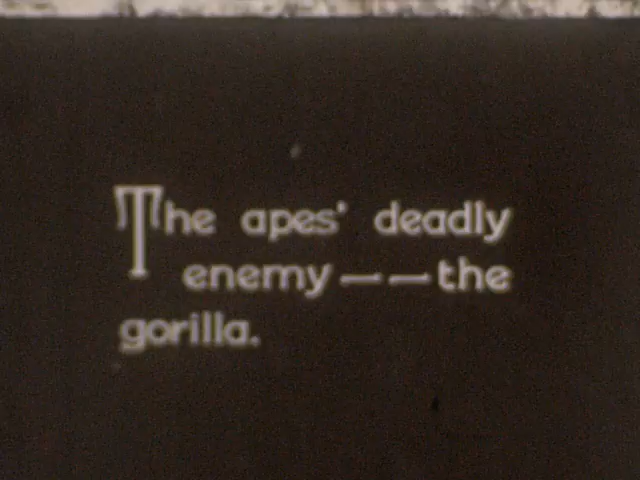 The apes' deadly
enemy——the
gorilla.